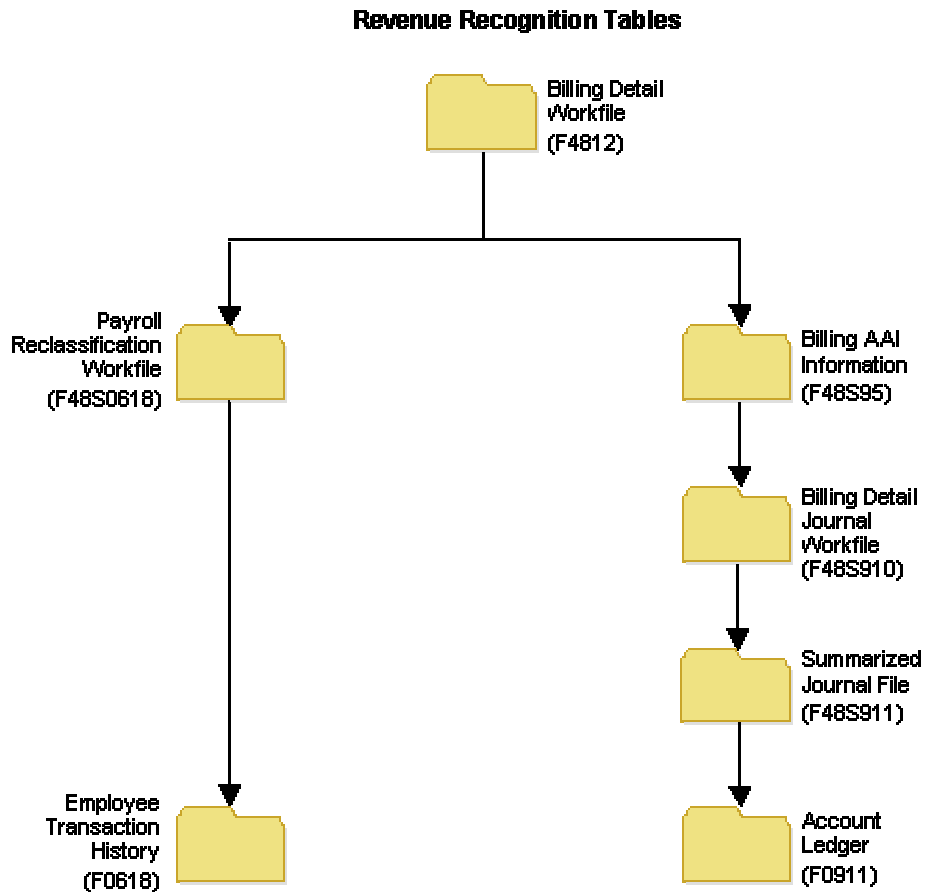 Revenue Recognition Tables
Billing Detail
Workfile
(F4812)
Payroll
Reclassification
Workfile
(F48S0618)
Billing AAI
Information
(F48S95)
Billing Detail
Journal
Workfile
(F48S910)
Summarized
Journal File
(F48S911)
Employee
Transaction
History
(F0618)
Account
Ledger
(F0911)